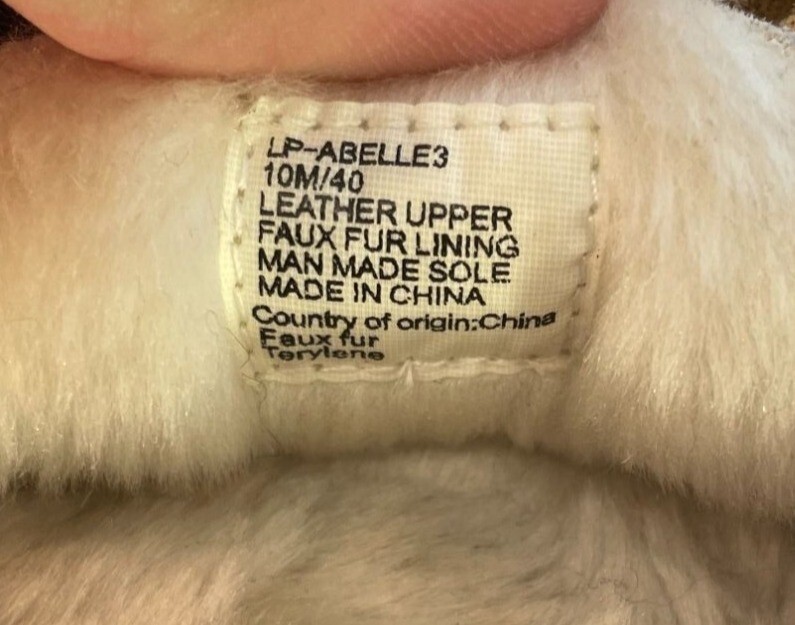 LP-ABELLE3
10M/40
LEATHER UPPER
FAUX FUR LINING
MAN MADE SOLE
MADE IN CHINA
Country of origin:China
Faux fur
Terylene